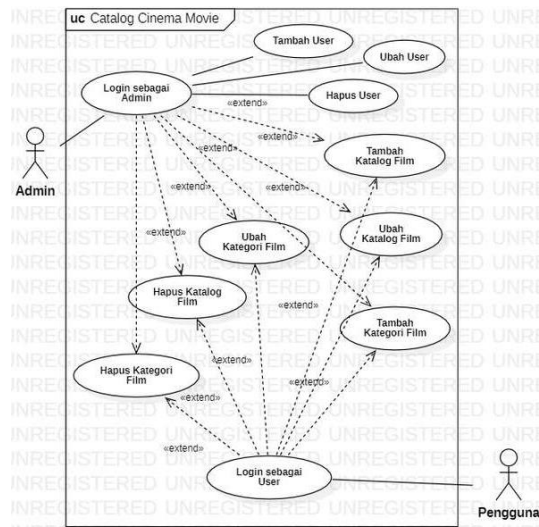 uc Catalog Cinema Movie
Tambah User
Ubah User
Login sebagai
Admin
Hapus User
«extend»
«extend»
Tambah
Katalog Film
Admin
«extend»
«extend»
Ubah
Kategori Film
Ubah
Katalog Film
«extend»
Hapus Katalog
Film
Tambah
Kategori Film
Hapus Kategori
Film
«extend»
«extend»
«extend»
«extend»
Login sebagai
User
Pengguna
UNREGISTERED